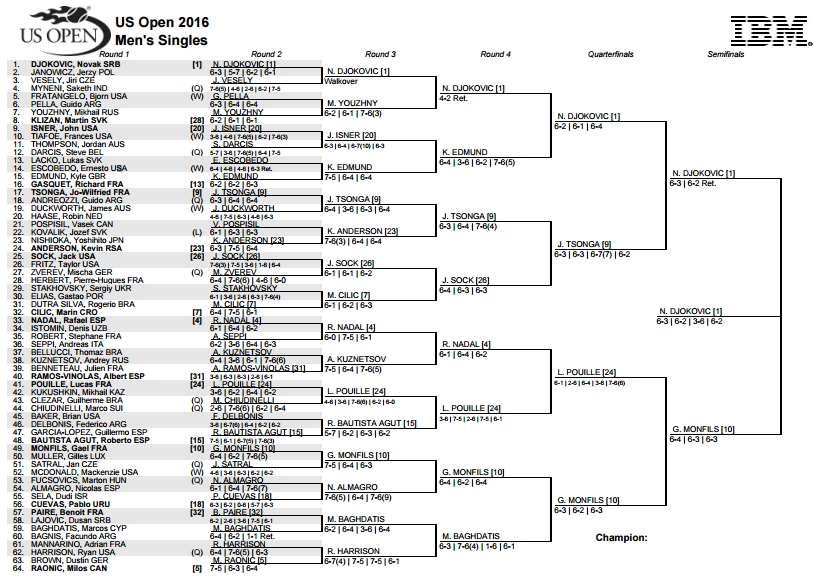 US OPEN
US Open 2016
Men's Singles
IBM
Round 1
Round 2
Round 3
Round 4
Quarterfinals
Semifinals
1. DJOKOVIC, Novak SRB [1]
2. JANOWICZ, Jerzy POL
3. VESELY, Jiri CZE
4. MYNENI, Saketh IND (Q)
5. FRATANGELO, Bjorn USA (W)
6. PELLA, Guido ARG
7. YOUZHNY, Mikhail RUS
8. KLIZAN, Martin SVK [28]
9. ISNER, John USA [20]
10. TIAFOE, Frances USA (W)
11. THOMPSON, Jordan AUS
12. DARCIS, Steve BEL (Q)
13. LACKO, Lukas SVK
14. ESCOBEDO, Ernesto USA (W)
15. EDMUND, Kyle GBR
16. GASQUET, Richard FRA [13]
17. TSONGA, Jo-Wilfried FRA [9]
18. ANDREOZZI, Guido ARG (Q)
19. DUCKWORTH, James AUS (W)
20. HAASE, Robin NED
21. POSPISIL, Vasek CAN
22. KOVALIK, Jozef SVK (L)
23. NISHIOKA, Yoshihito JPN
24. ANDERSON, Kevin RSA [23]
25. SOCK, Jack USA [26]
26. FRITZ, Taylor USA
27. ZVEREV, Mischa GER (Q)
28. HERBERT, Pierre-Hugues FRA
29. STAKHOVSKY, Sergiy UKR
30. ELIAS, Gastao POR
31. DUTRA SILVA, Rogerio BRA
32. CILIC, Marin CRO [7]
33. NADAL, Rafael ESP [4]
34. ISTOMIN, Denis UZB
35. ROBERT, Stephane FRA
36. SEPPI, Andreas ITA
37. BELLUCCI, Thomaz BRA
38. KUZNETSOV, Andrey RUS
39. BENNETEAU, Julien FRA
40. RAMOS-VINOLAS, Albert ESP [31]
41. POUILLE, Lucas FRA [24]
42. KUKUSHKIN, Mikhail KAZ
43. CLEZAR, Guilherme BRA (Q)
44. CHIUDINELLI, Marco SUI (Q)
45. BAKER, Brian USA
46. DELBONIS, Federico ARG
47. GARCIA-LOPEZ, Guillermo ESP
48. BAUTISTA AGUT, Roberto ESP [15]
49. MONFILS, Gael FRA [10]
50. MULLER, Gilles LUX
51. SATRAL, Jan CZE (Q)
52. MCDONALD, Mackenzie USA (W)
53. FUCSOVICS, Marton HUN (Q)
54. ALMAGRO, Nicolas ESP
55. SELA, Dudi ISR
56. CUEVAS, Pablo URU [18]
57. PAIRE, Benoit FRA [32]
58. LAJOVIC, Dusan SRB
59. BAGHDATIS, Marcos CYP
60. BAGNIS, Facundo ARG
61. MANNARINO, Adrian FRA
62. HARRISON, Ryan USA (Q)
63. BROWN, Dustin GER
64. RAONIC, Milos CAN [5]
N. DJOKOVIC [1]
6-3 | 5-7 | 6-2 | 6-1
J. VESELY
7-6(5) | 4-6 | 2-6 | 6-2 | 7-5
G. PELLA
6-3 | 6-4 | 6-4
M. YOUZHNY
6-2 | 6-1 | 6-1
J. ISNER [20]
3-6 | 4-6 | 7-6(5) | 6-2 | 7-6(3)
S. DARCIS
5-7 | 3-6 | 7-6(5) | 6-4 | 7-5
E. ESCOBEDO
6-4 | 4-6 | 4-6 | 6-3 Ret.
K. EDMUND
6-2 | 6-2 | 6-3
J. TSONGA [9]
6-3 | 6-4 | 6-4
J. DUCKWORTH
4-6 | 7-5 | 6-3 | 4-6 | 6-3
V. POSPISIL
6-1 | 6-3 | 6-3
K. ANDERSON [23]
6-3 | 7-5 | 6-4
J. SOCK [26]
7-6(3) | 7-5 | 3-6 | 1-6 | 6-4
M. ZVEREV
6-4 | 7-6(6) | 4-6 | 6-0
S. STAKHOVSKY
6-1 | 3-6 | 2-6 | 6-3 | 7-6(4)
M. CILIC [7]
6-4 | 7-5 | 6-1
R. NADAL [4]
6-1 | 6-4 | 6-2
A. SEPPI
6-2 | 3-6 | 6-4 | 6-4
A. KUZNETSOV
6-4 | 3-6 | 6-1 | 7-6(6)
A. RAMOS-VINOLAS [31]
3-6 | 6-3 | 6-3 | 2-6 | 6-1
L. POUILLE [24]
3-6 | 6-2 | 6-4 | 6-2
M. CHIUDINELLI
2-6 | 7-6(6) | 6-2 | 6-4
F. DELBONIS
3-6 | 6-7(6) | 6-4 | 6-2 | 6-4
R. BAUTISTA AGUT [15]
7-5 | 6-1 | 6-7(5) | 7-6(3)
G. MONFILS [10]
6-4 | 6-2 | 7-6(5)
J. SATRAL
4-6 | 3-6 | 6-3 | 6-2 | 6-2
N. ALMAGRO
6-1 | 6-4 | 7-6(7)
P. CUEVAS [18]
6-3 | 6-2 | 0-6 | 5-7 | 6-3
B. PAIRE [32]
6-2 | 2-6 | 3-6 | 7-5 | 6-1
M. BAGHDATIS
6-4 | 6-2 | 1-1 Ret.
R. HARRISON
6-4 | 7-6(5) | 6-3
M. RAONIC [5]
7-5 | 6-3 | 6-4
N. DJOKOVIC [1]
Walkover
M. YOUZHNY
6-2 | 6-1 | 7-6(3)
J. ISNER [20]
6-3 | 6-4 | 6-7(10) | 6-3
K. EDMUND
7-5 | 6-4 | 6-4
J. TSONGA [9]
6-4 | 3-6 | 6-3 | 6-4
K. ANDERSON [23]
7-6(3) | 6-4 | 6-4
J. SOCK [26]
6-1 | 6-1 | 6-2
M. CILIC [7]
6-1 | 6-2 | 6-3
R. NADAL [4]
6-0 | 7-5 | 6-1
A. KUZNETSOV
7-5 | 6-4 | 7-6(5)
L. POUILLE [24]
4-6 | 3-6 | 7-6(6) | 6-2 | 6-0
R. BAUTISTA AGUT [15]
5-7 | 6-2 | 6-3 | 6-2
G. MONFILS [10]
7-5 | 6-4 | 6-3
N. ALMAGRO
7-6(5) | 6-4 | 7-6(9)
M. BAGHDATIS
6-2 | 6-4 | 3-6 | 6-4
R. HARRISON
6-7(4) | 7-5 | 7-5 | 6-1
N. DJOKOVIC [1]
4-2 Ret.
K. EDMUND
6-4 | 3-6 | 6-2 | 7-6(5)
J. TSONGA [9]
6-3 | 6-4 | 7-6(4)
J. SOCK [26]
6-4 | 6-3 | 6-3
R. NADAL [4]
6-1 | 6-4 | 6-2
L. POUILLE [24]
3-6 | 7-5 | 2-6 | 7-5 | 6-1
G. MONFILS [10]
6-4 | 6-2 | 6-4
M. BAGHDATIS
6-3 | 7-6(4) | 1-6 | 6-1
N. DJOKOVIC [1]
6-2 | 6-1 | 6-4
J. TSONGA [9]
6-3 | 6-3 | 6-7(7) | 6-2
L. POUILLE [24]
6-1 | 2-6 | 6-4 | 3-6 | 7-6(6)
G. MONFILS [10]
6-3 | 6-2 | 6-3
N. DJOKOVIC [1]
6-3 | 6-2 Ret.
G. MONFILS [10]
6-4 | 6-3 | 6-3
N. DJOKOVIC [1]
6-3 | 6-2 | 3-6 | 6-2
Champion: